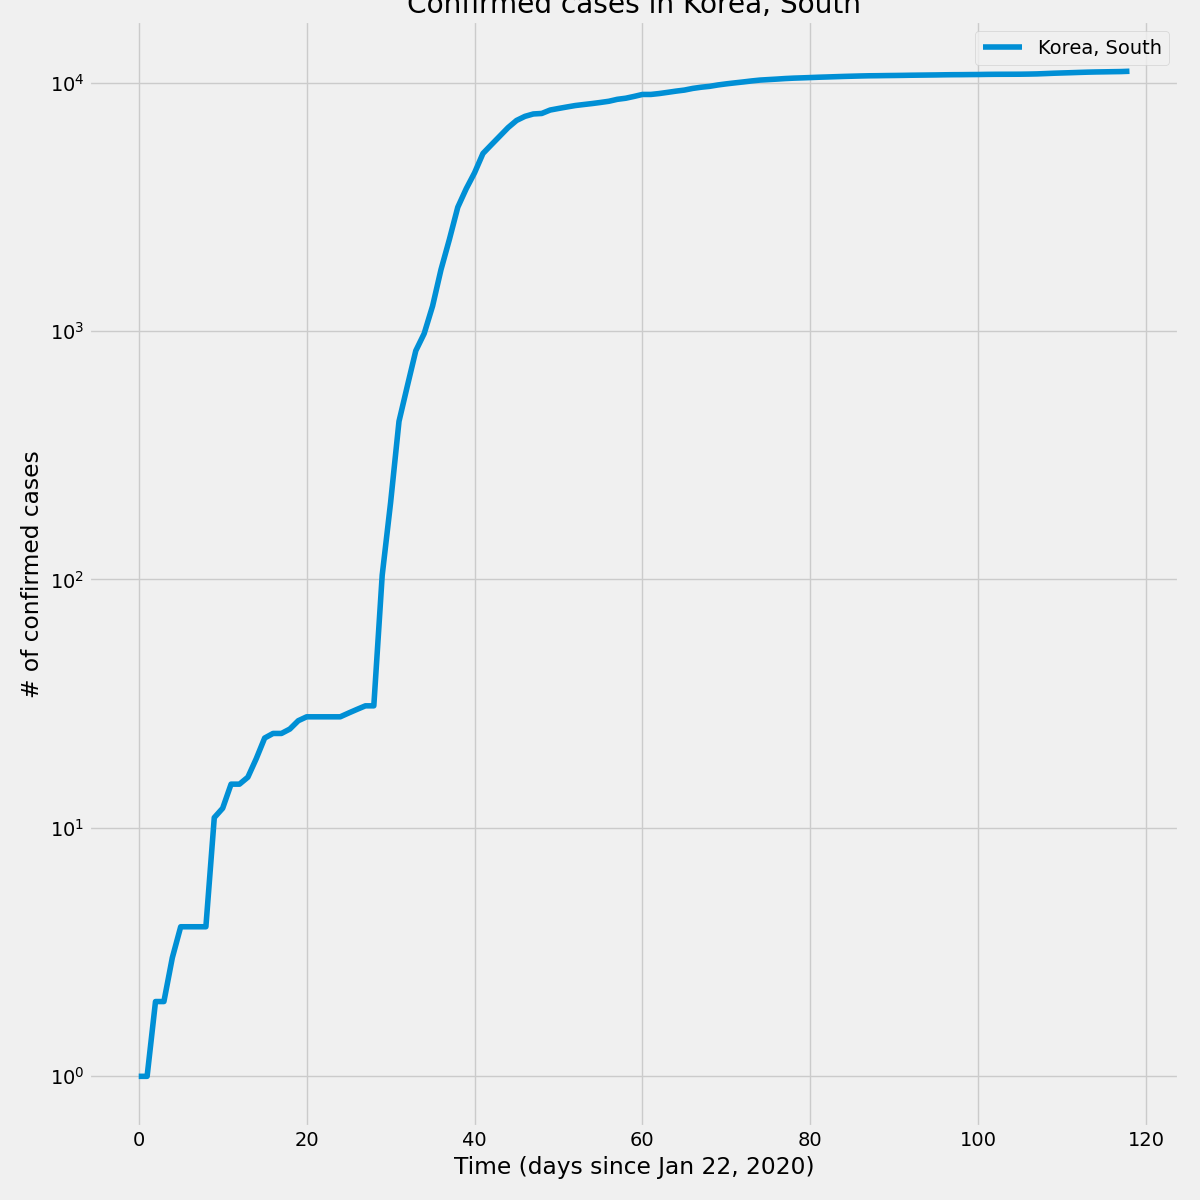 Confirmed cases in Korea, South
Korea, South
10⁴
10³
10²
10¹
10⁰
# of confirmed cases
0 20 40 60 80 100 120
Time (days since Jan 22, 2020)